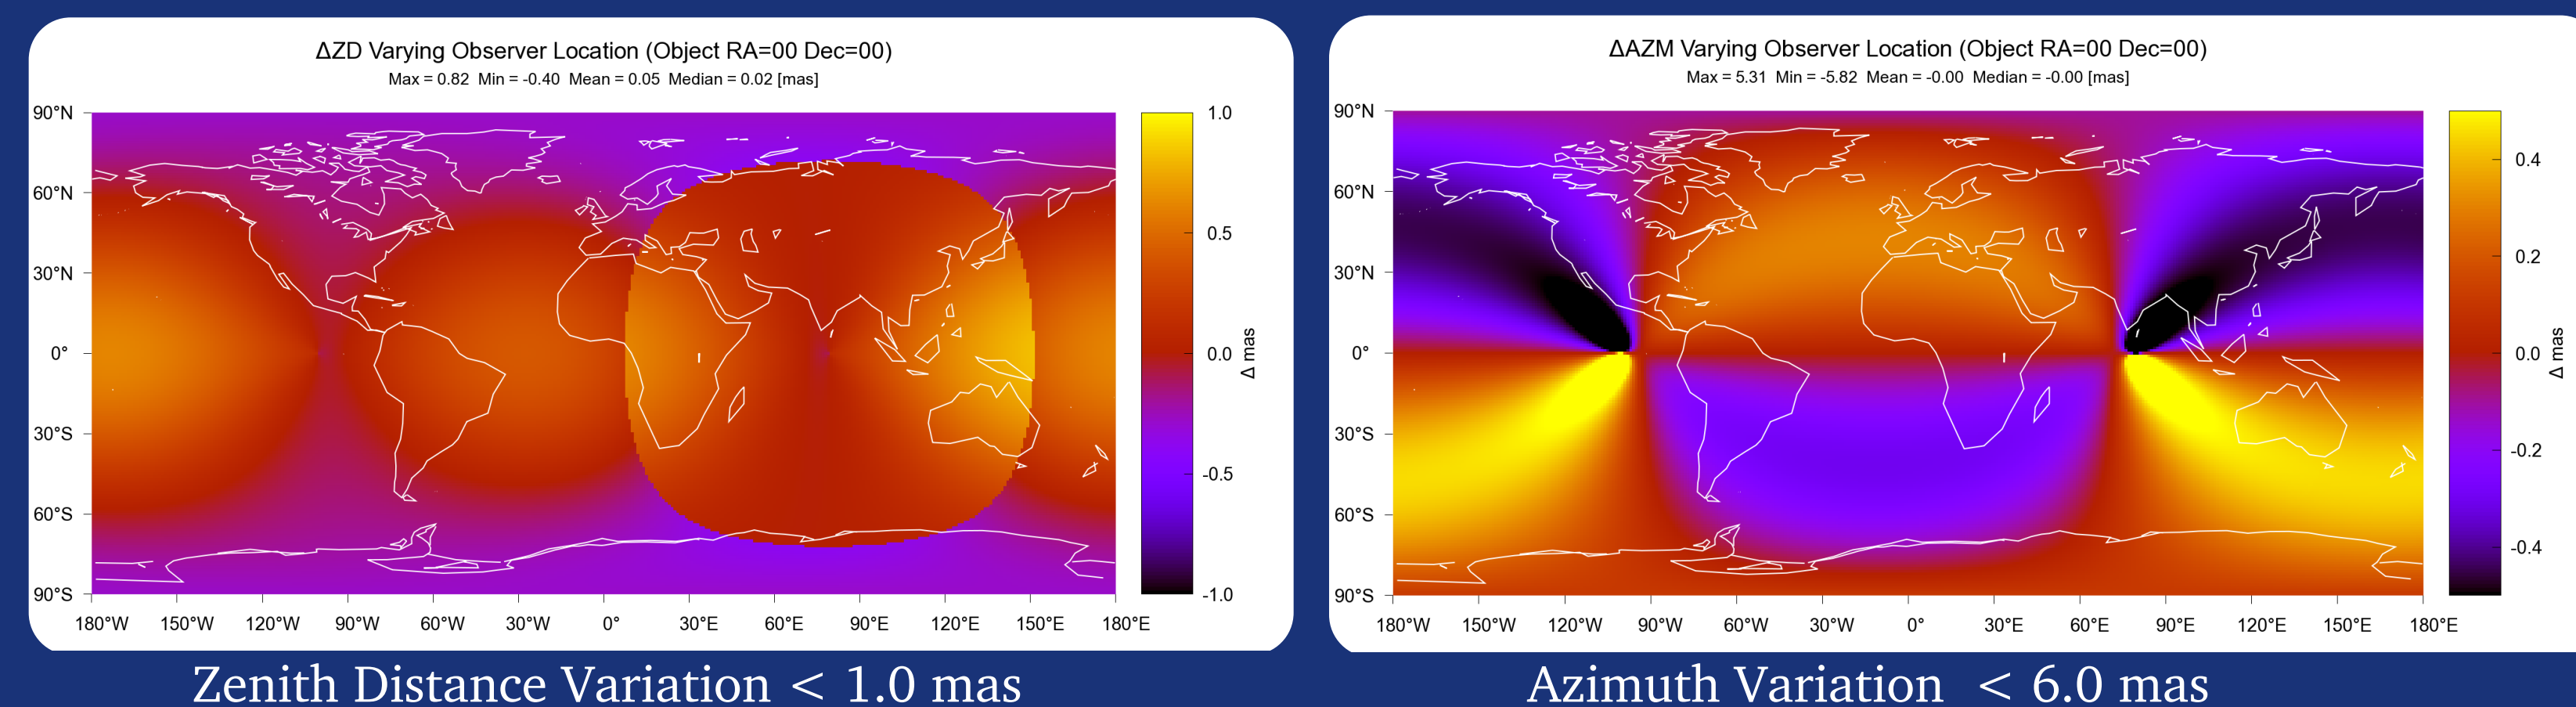 ΔZD Varying Observer Location (Object RA=00 Dec=00)
Max = 0.82 Min = -0.40 Mean = 0.05 Median = 0.02 [mas]
90°N
60°N
30°N
0°
30°S
60°S
90°S
180°W 150°W 120°W 90°W 60°W 30°W 0° 30°E 60°E 90°E 120°E 150°E 180°E
1.0
0.5
0.0
-0.5
-1.0
Δ mas
Zenith Distance Variation < 1.0 mas
ΔAZM Varying Observer Location (Object RA=00 Dec=00)
Max = 5.31 Min = -5.82 Mean = -0.00 Median = -0.00 [mas]
90°N
60°N
30°N
0°
30°S
60°S
90°S
180°W 150°W 120°W 90°W 60°W 30°W 0° 30°E 60°E 90°E 120°E 150°E 180°E
0.4
0.2
0.0
-0.2
-0.4
Δ mas
Azimuth Variation < 6.0 mas